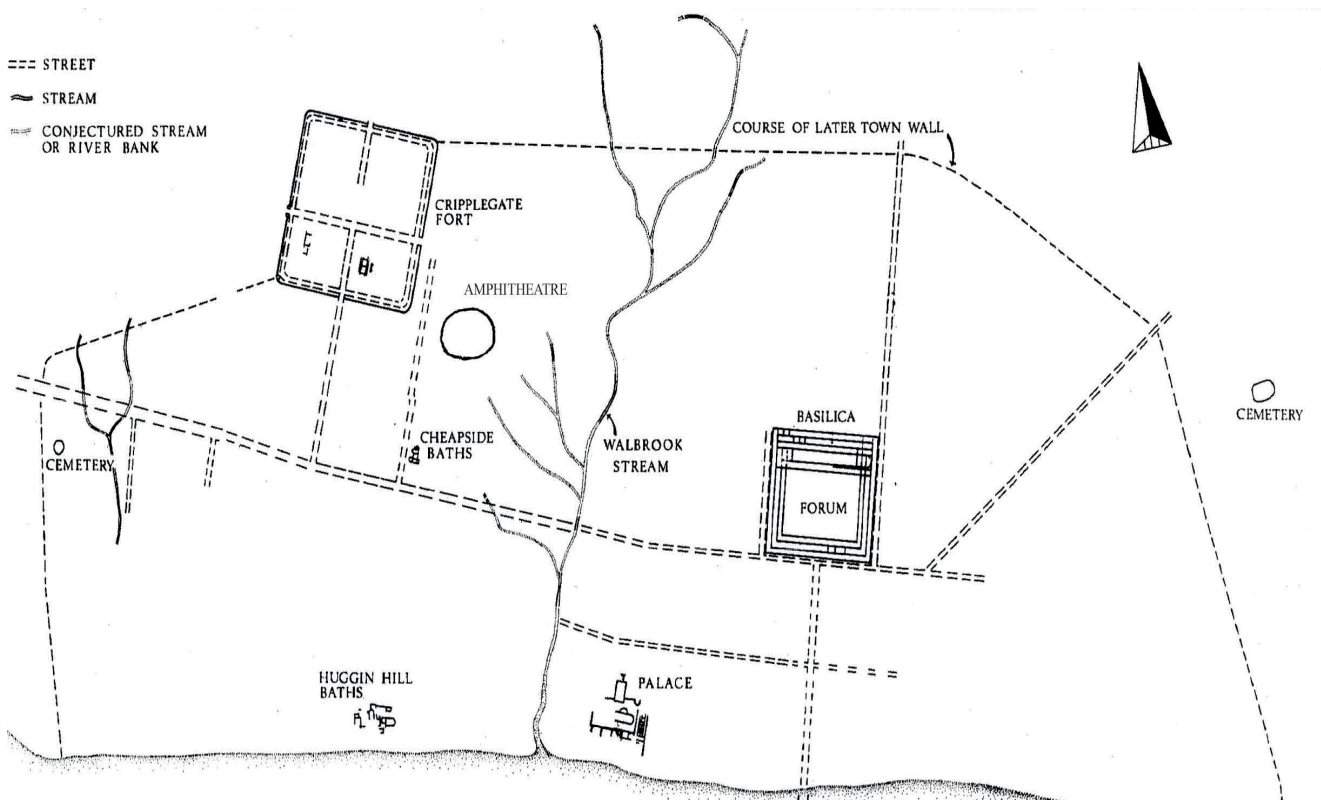 STREET
STREAM
CONJECTURED STREAM
OR RIVER BANK
COURSE OF LATER TOWN WALL
CRIPPLEGATE
FORT
AMPHITHEATRE
BASILICA
CEMETERY
CHEAPSIDE
BATHS
WALBROOK
STREAM
CEMETERY
FORUM
HUGGIN HILL
BATHS
PALACE